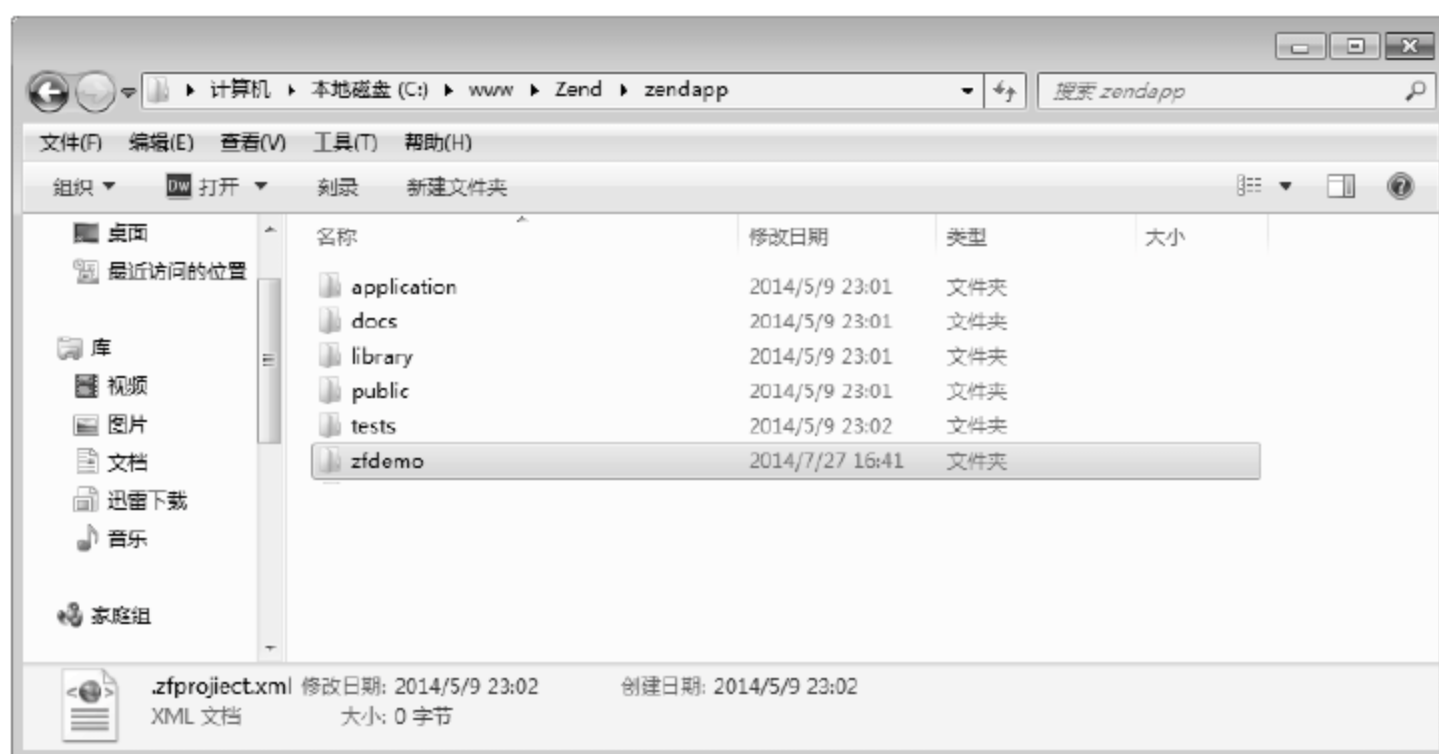 计算机 ▸ 本地磁盘 (C:) ▸ www ▸ Zend ▸ zendapp
搜索 zendapp
文件(F) 编辑(E) 查看(V) 工具(T) 帮助(H)
组织 Dw 打开 刻录 新建文件夹
名称 修改日期 类型 大小
桌面
最近访问的位置
库
视频
图片
文档
迅雷下载
音乐
家庭组
application 2014/5/9 23:01 文件夹
docs 2014/5/9 23:01 文件夹
library 2014/5/9 23:01 文件夹
public 2014/5/9 23:01 文件夹
tests 2014/5/9 23:02 文件夹
zfdemo 2014/7/27 16:41 文件夹
.zfprojiect.xml 修改日期: 2014/5/9 23:02 创建日期: 2014/5/9 23:02
XML 文档 大小: 0 字节